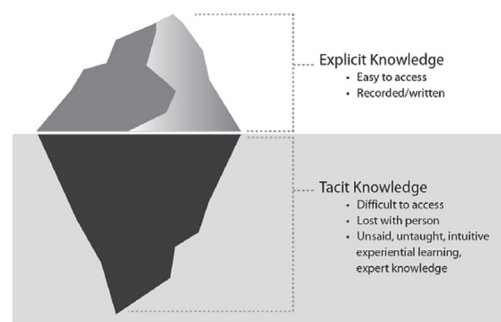 Explicit Knowledge
• Easy to access
• Recorded/written
Tacit Knowledge
• Difficult to access
• Lost with person
• Unsaid, untaught, intuitive
experiential learning,
expert knowledge